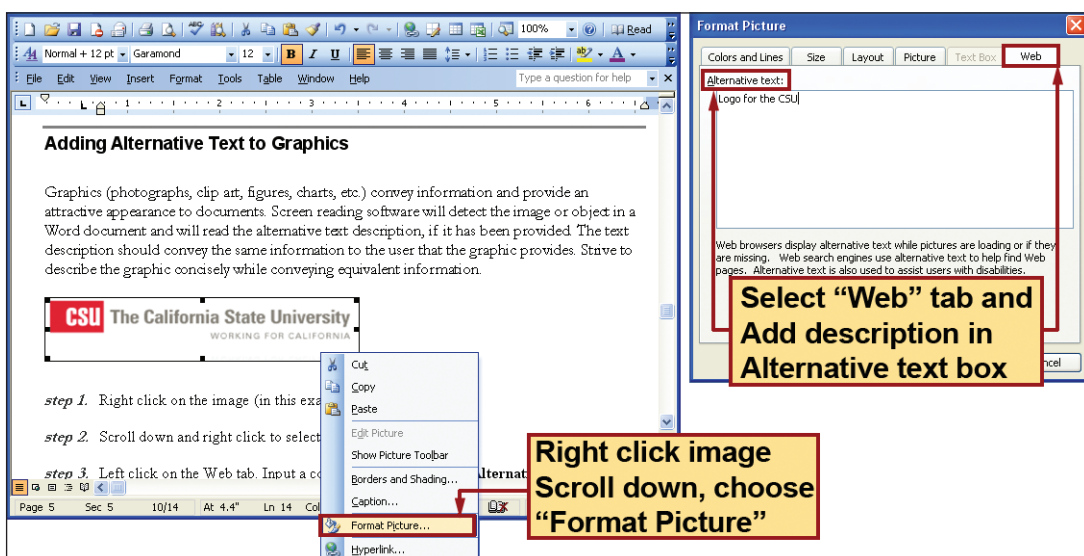 100%
Read
Normal + 12 pt
Garamond
12
B I U
File Edit View Insert Format Tools Table Window Help
Type a question for help
1 2 3 4 5 6
Adding Alternative Text to Graphics
Graphics (photographs, clip art, figures, charts, etc.) convey information and provide an
attractive appearance to documents. Screen reading software will detect the image or object in a
Word document and will read the alternative text description, if it has been provided. The text
description should convey the same information to the user that the graphic provides. Strive to
describe the graphic concisely while conveying equivalent information.
CSU The California State University
WORKING FOR CALIFORNIA
step 1. Right click on the image (in this exa
step 2. Scroll down and right click to select
step 3. Left click on the Web tab. Input a co
Alternat
Page 5 Sec 5 10/14 At 4.4" Ln 14 Col
Cut
Copy
Paste
Edit Picture
Show Picture Toolbar
Borders and Shading...
Caption...
Format Picture...
Hyperlink...
Right click image
Scroll down, choose
“Format Picture”
Format Picture
Colors and Lines Size Layout Picture Text Box Web
Alternative text:
Logo for the CSU
Web browsers display alternative text while pictures are loading or if they
are missing. Web search engines use alternative text to help find Web
pages. Alternative text is also used to assist users with disabilities.
Select “Web” tab and
Add description in
Alternative text box
ncel